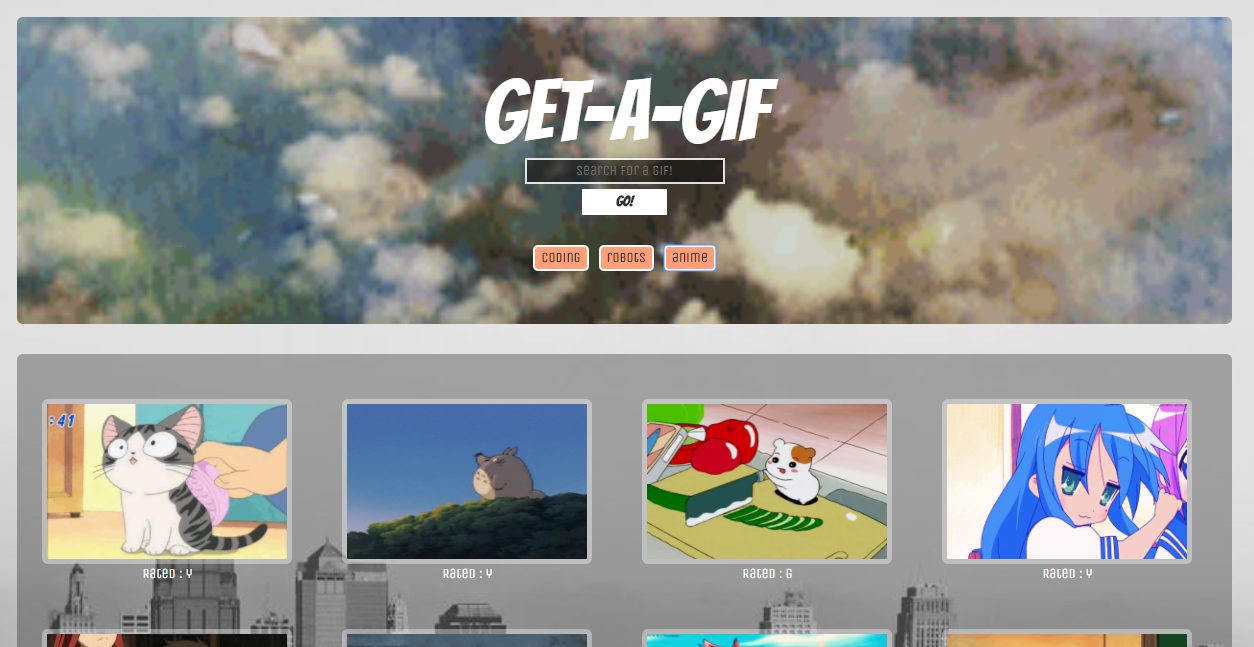 GET-A-GIF
Search for a GIF!
GO!
coding
robots
anime
:41
Rated : Y
Rated : Y
Rated : G
Rated : Y